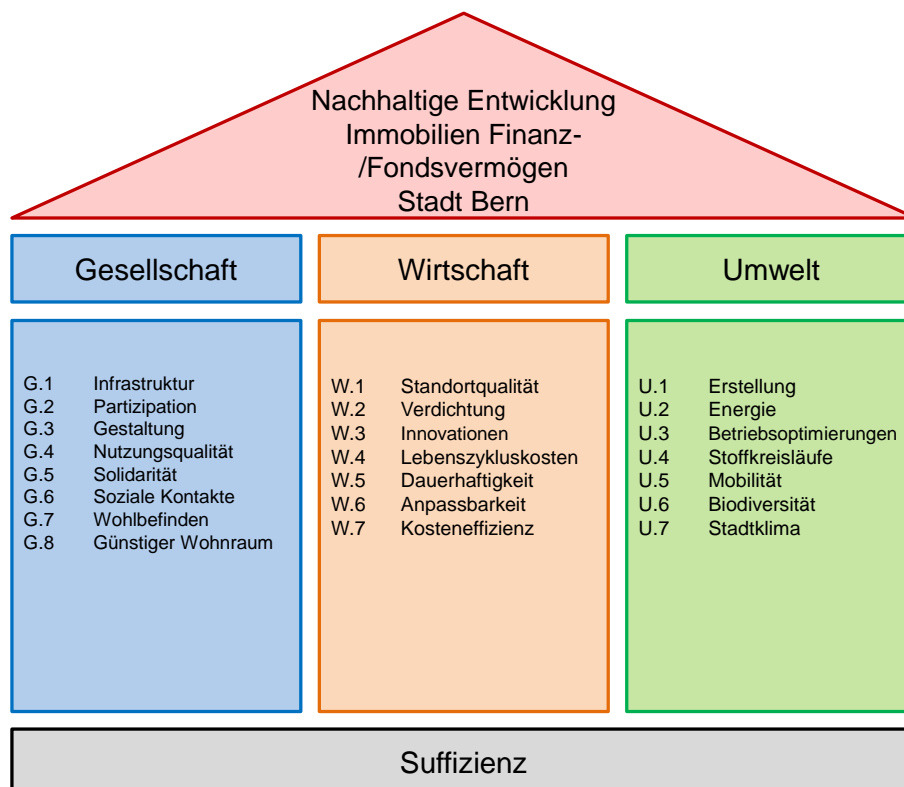 Nachhaltige Entwicklung
Immobilien Finanz-
/Fondsvermögen
Stadt Bern
Gesellschaft
Wirtschaft
Umwelt
G.1 Infrastruktur
G.2 Partizipation
G.3 Gestaltung
G.4 Nutzungsqualität
G.5 Solidarität
G.6 Soziale Kontakte
G.7 Wohlbefinden
G.8 Günstiger Wohnraum
W.1 Standortqualität
W.2 Verdichtung
W.3 Innovationen
W.4 Lebenszykluskosten
W.5 Dauerhaftigkeit
W.6 Anpassbarkeit
W.7 Kosteneffizienz
U.1 Erstellung
U.2 Energie
U.3 Betriebsoptimierungen
U.4 Stoffkreisläufe
U.5 Mobilität
U.6 Biodiversität
U.7 Stadtklima
Suffizienz